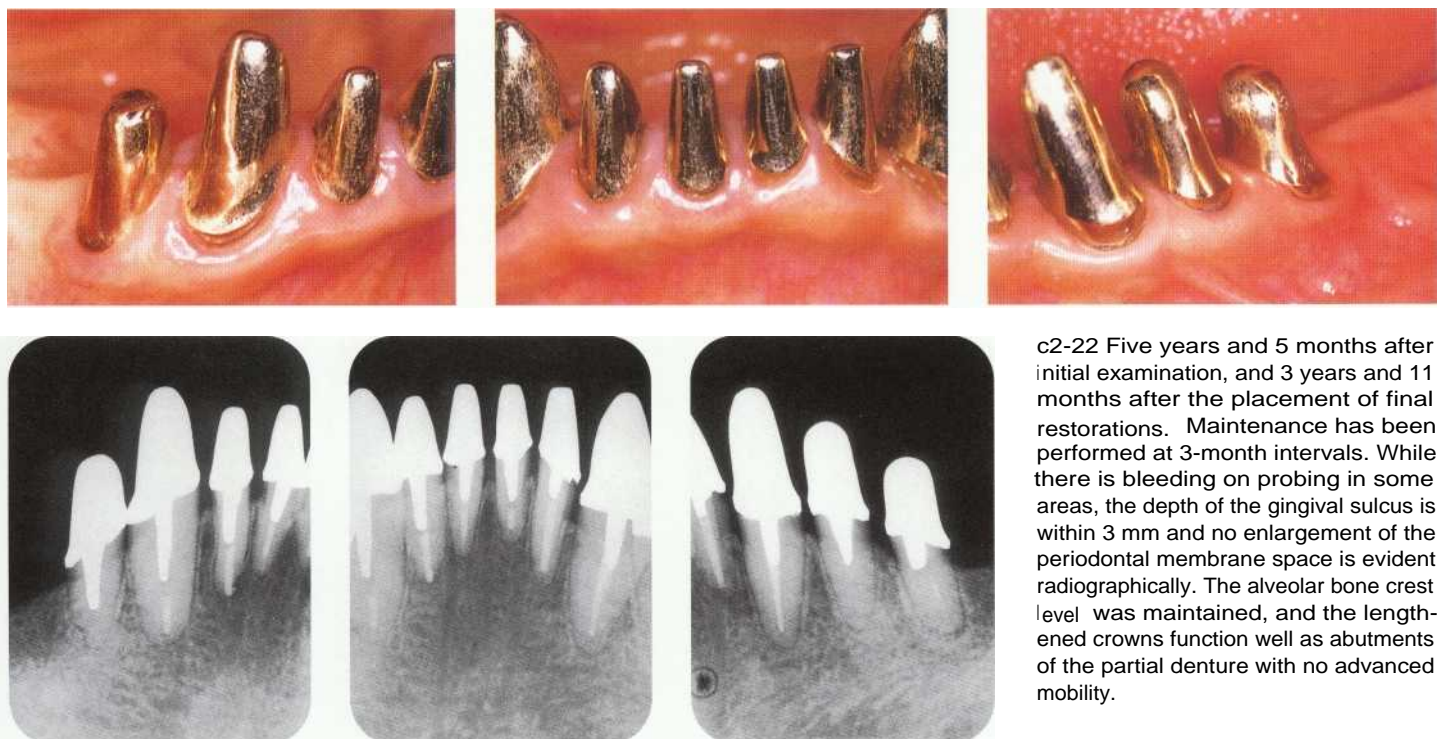 c2-22 Five years and 5 months after
initial examination, and 3 years and 11
months after the placement of final
restorations. Maintenance has been
performed at 3-month intervals. While
there is bleeding on probing in some
areas, the depth of the gingival sulcus is
within 3 mm and no enlargement of the
periodontal membrane space is evident
radiographically. The alveolar bone crest
level was maintained, and the length-
ened crowns function well as abutments
of the partial denture with no advanced
mobility.